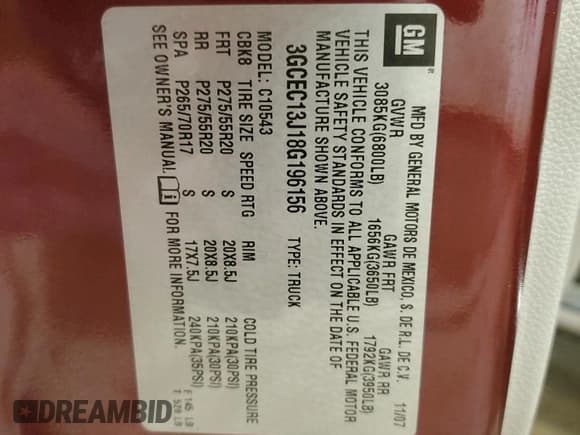 GM ®
MFD BY GENERAL MOTORS DE MEXICO, S. DE R.L. DE C.V. 11/07
GVWR GAWR FRT GAWR RR
3085KG(6800LB) 1656KG(3650LB) 1792KG(3950LB)
THIS VEHICLE CONFORMS TO ALL APPLICABLE U.S. FEDERAL MOTOR
VEHICLE SAFETY STANDARDS IN EFFECT ON THE DATE OF
MANUFACTURE SHOWN ABOVE.
3GCEC13J18G196156 TYPE: TRUCK
MODEL: C10543
CBK8 TIRE SIZE SPEED RTG RIM COLD TIRE PRESSURE
FRT P275/55R20 S 20X8.5J 210KPA(30PSI)
RR P275/55R20 S 20X8.5J 210KPA(30PSI)
SPA P265/70R17 S 17X7.5J 240KPA(35PSI)
SEE OWNER'S MANUAL i FOR MORE INFORMATION.
F 145 LB
T 529 LB
DREAMBID